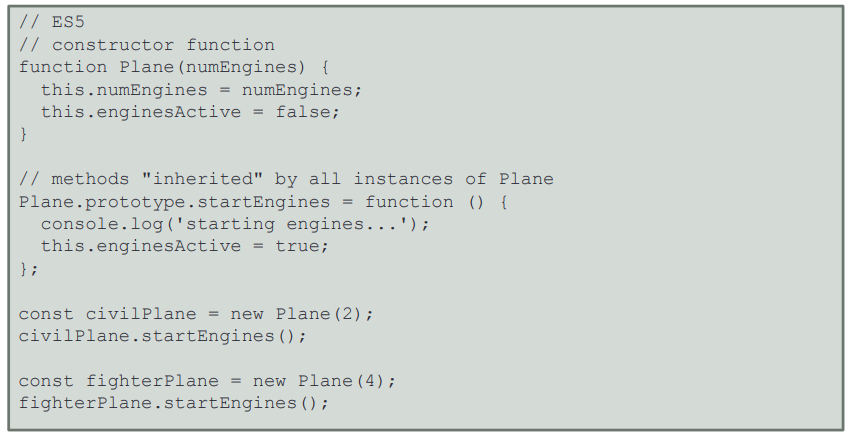 // ES5
// constructor function
function Plane(numEngines) {
  this.numEngines = numEngines;
  this.enginesActive = false;
}

// methods "inherited" by all instances of Plane
Plane.prototype.startEngines = function () {
  console.log('starting engines...');
  this.enginesActive = true;
};

const civilPlane = new Plane(2);
civilPlane.startEngines();

const fighterPlane = new Plane(4);
fighterPlane.startEngines();